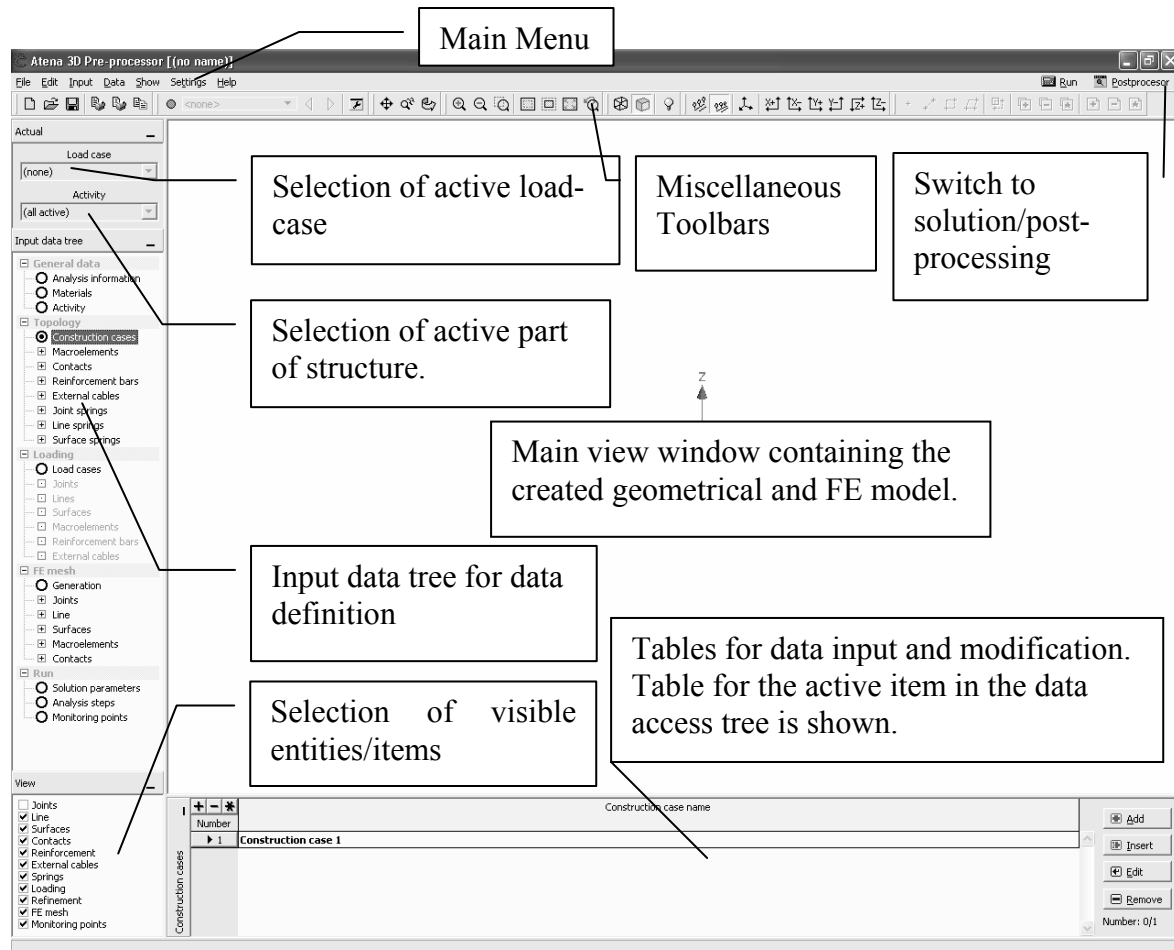 Main Menu
Atena 3D Pre-processor [(no name)]
File Edit Input Data Show Settings Help
Run Postprocesor
<none>
Actual
Load case
(none)
Activity
(all active)
Input data tree
General data
Analysis information
Materials
Activity
Topology
Construction cases
Macroelements
Contacts
Reinforcement bars
External cables
Joint springs
Line springs
Surface springs
Loading
Load cases
Joints
Lines
Surfaces
Macroelements
Reinforcement bars
External cables
FE mesh
Generation
Joints
Line
Surfaces
Macroelements
Contacts
Run
Solution parameters
Analysis steps
Monitoring points
View
Joints
Line
Surfaces
Contacts
Reinforcement
External cables
Springs
Loading
Refinement
FE mesh
Monitoring points
Selection of active load-
case
Miscellaneous
Toolbars
Switch to
solution/post-
processing
Selection of active part
of structure.
Z
Main view window containing the
created geometrical and FE model.
Input data tree for data
definition
Tables for data input and modification.
Table for the active item in the data
access tree is shown.
Selection of visible
entities/items
Construction cases
Number
Construction case name
1 Construction case 1
Add
Insert
Edit
Remove
Number: 0/1